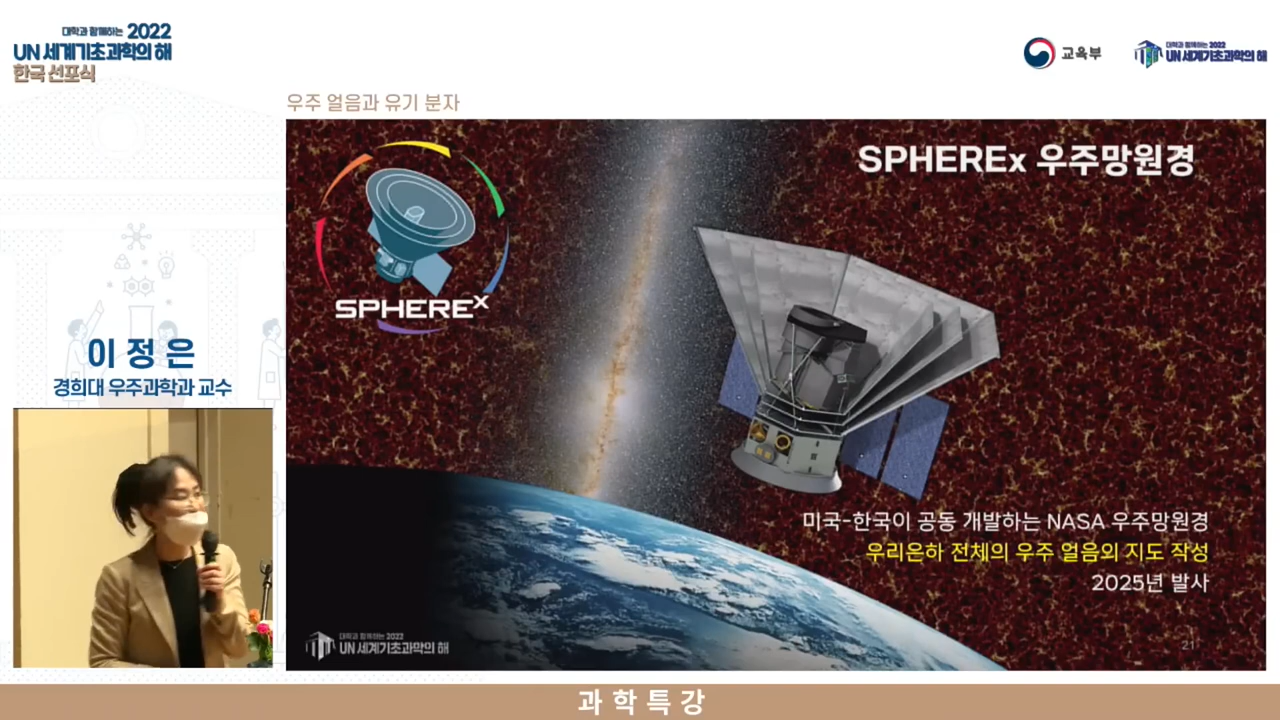 대학과 함께하는 2022
UN 세계기초과학의 해
한국 선포식
교육부
대학과 함께하는 2022
UN 세계기초과학의 해
우주 얼음과 유기 분자
SPHEREx 우주망원경
SPHEREx
이정은
경희대 우주과학과 교수
미국-한국이 공동 개발하는 NASA 우주망원경
우리은하 전체의 우주 얼음의 지도 작성
2025년 발사
대학과 함께하는 2022
UN 세계기초과학의 해
21
과학특강